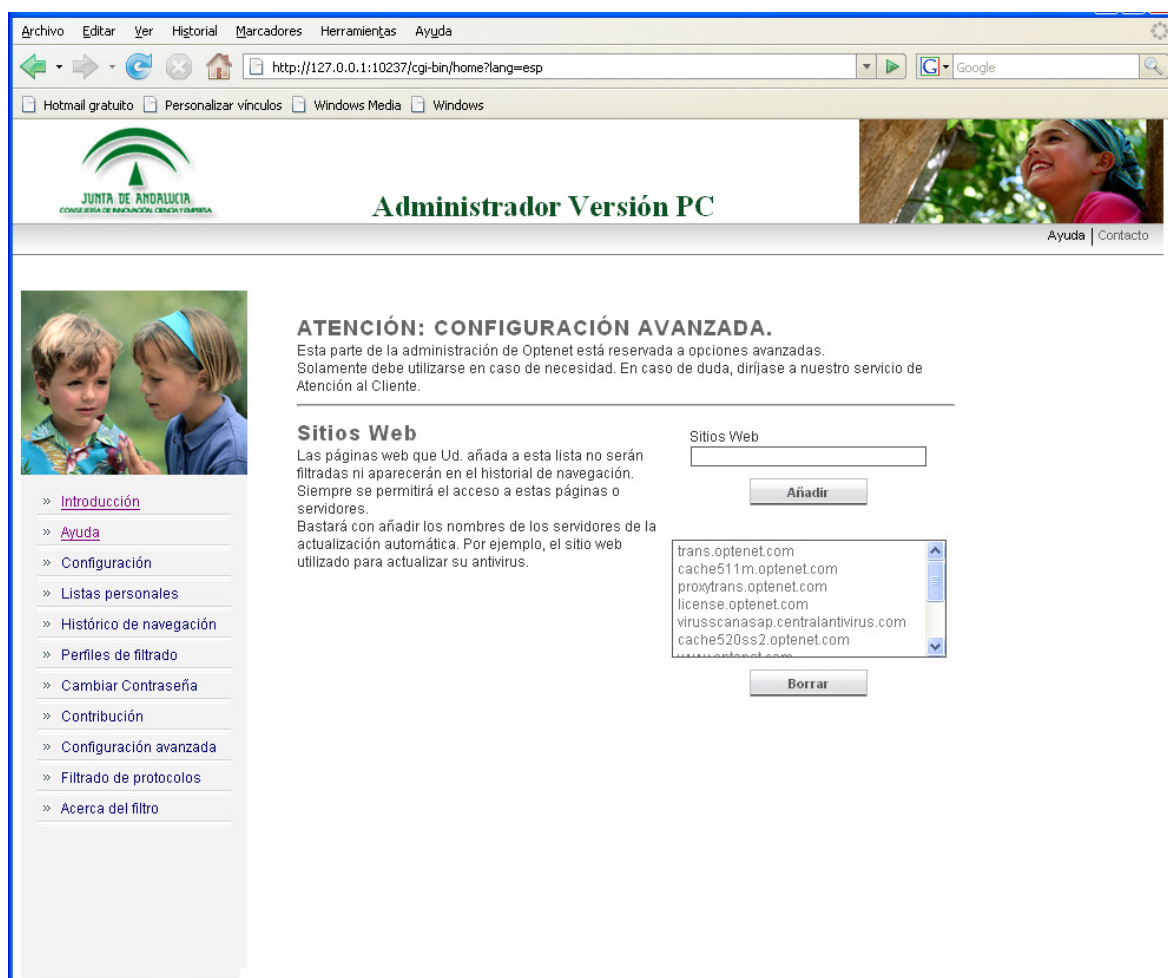 Archivo Editar Ver Historial Marcadores Herramientas Ayuda
http://127.0.0.1:10237/cgi-bin/home?lang=esp
G Google
Hotmail gratuito Personalizar vínculos Windows Media Windows
JUNTA DE ANDALUCIA
CONSEJERÍA DE INNOVACIÓN, CIENCIA Y EMPRESA
Administrador Versión PC
Ayuda | Contacto
ATENCIÓN: CONFIGURACIÓN AVANZADA.
Esta parte de la administración de Optenet está reservada a opciones avanzadas.
Solamente debe utilizarse en caso de necesidad. En caso de duda, diríjase a nuestro servicio de
Atención al Cliente.
Sitios Web
Las páginas web que Ud. añada a esta lista no serán
filtradas ni aparecerán en el historial de navegación.
Siempre se permitirá el acceso a estas páginas o
servidores.
Bastará con añadir los nombres de los servidores de la
actualización automática. Por ejemplo, el sitio web
utilizado para actualizar su antivirus.
Sitios Web
Añadir
trans.optenet.com
cache511m.optenet.com
proxytrans.optenet.com
license.optenet.com
virusscanasap.centralantivirus.com
cache520ss2.optenet.com
www.optenet.com
Borrar
» Introducción
» Ayuda
» Configuración
» Listas personales
» Histórico de navegación
» Perfiles de filtrado
» Cambiar Contraseña
» Contribución
» Configuración avanzada
» Filtrado de protocolos
» Acerca del filtro